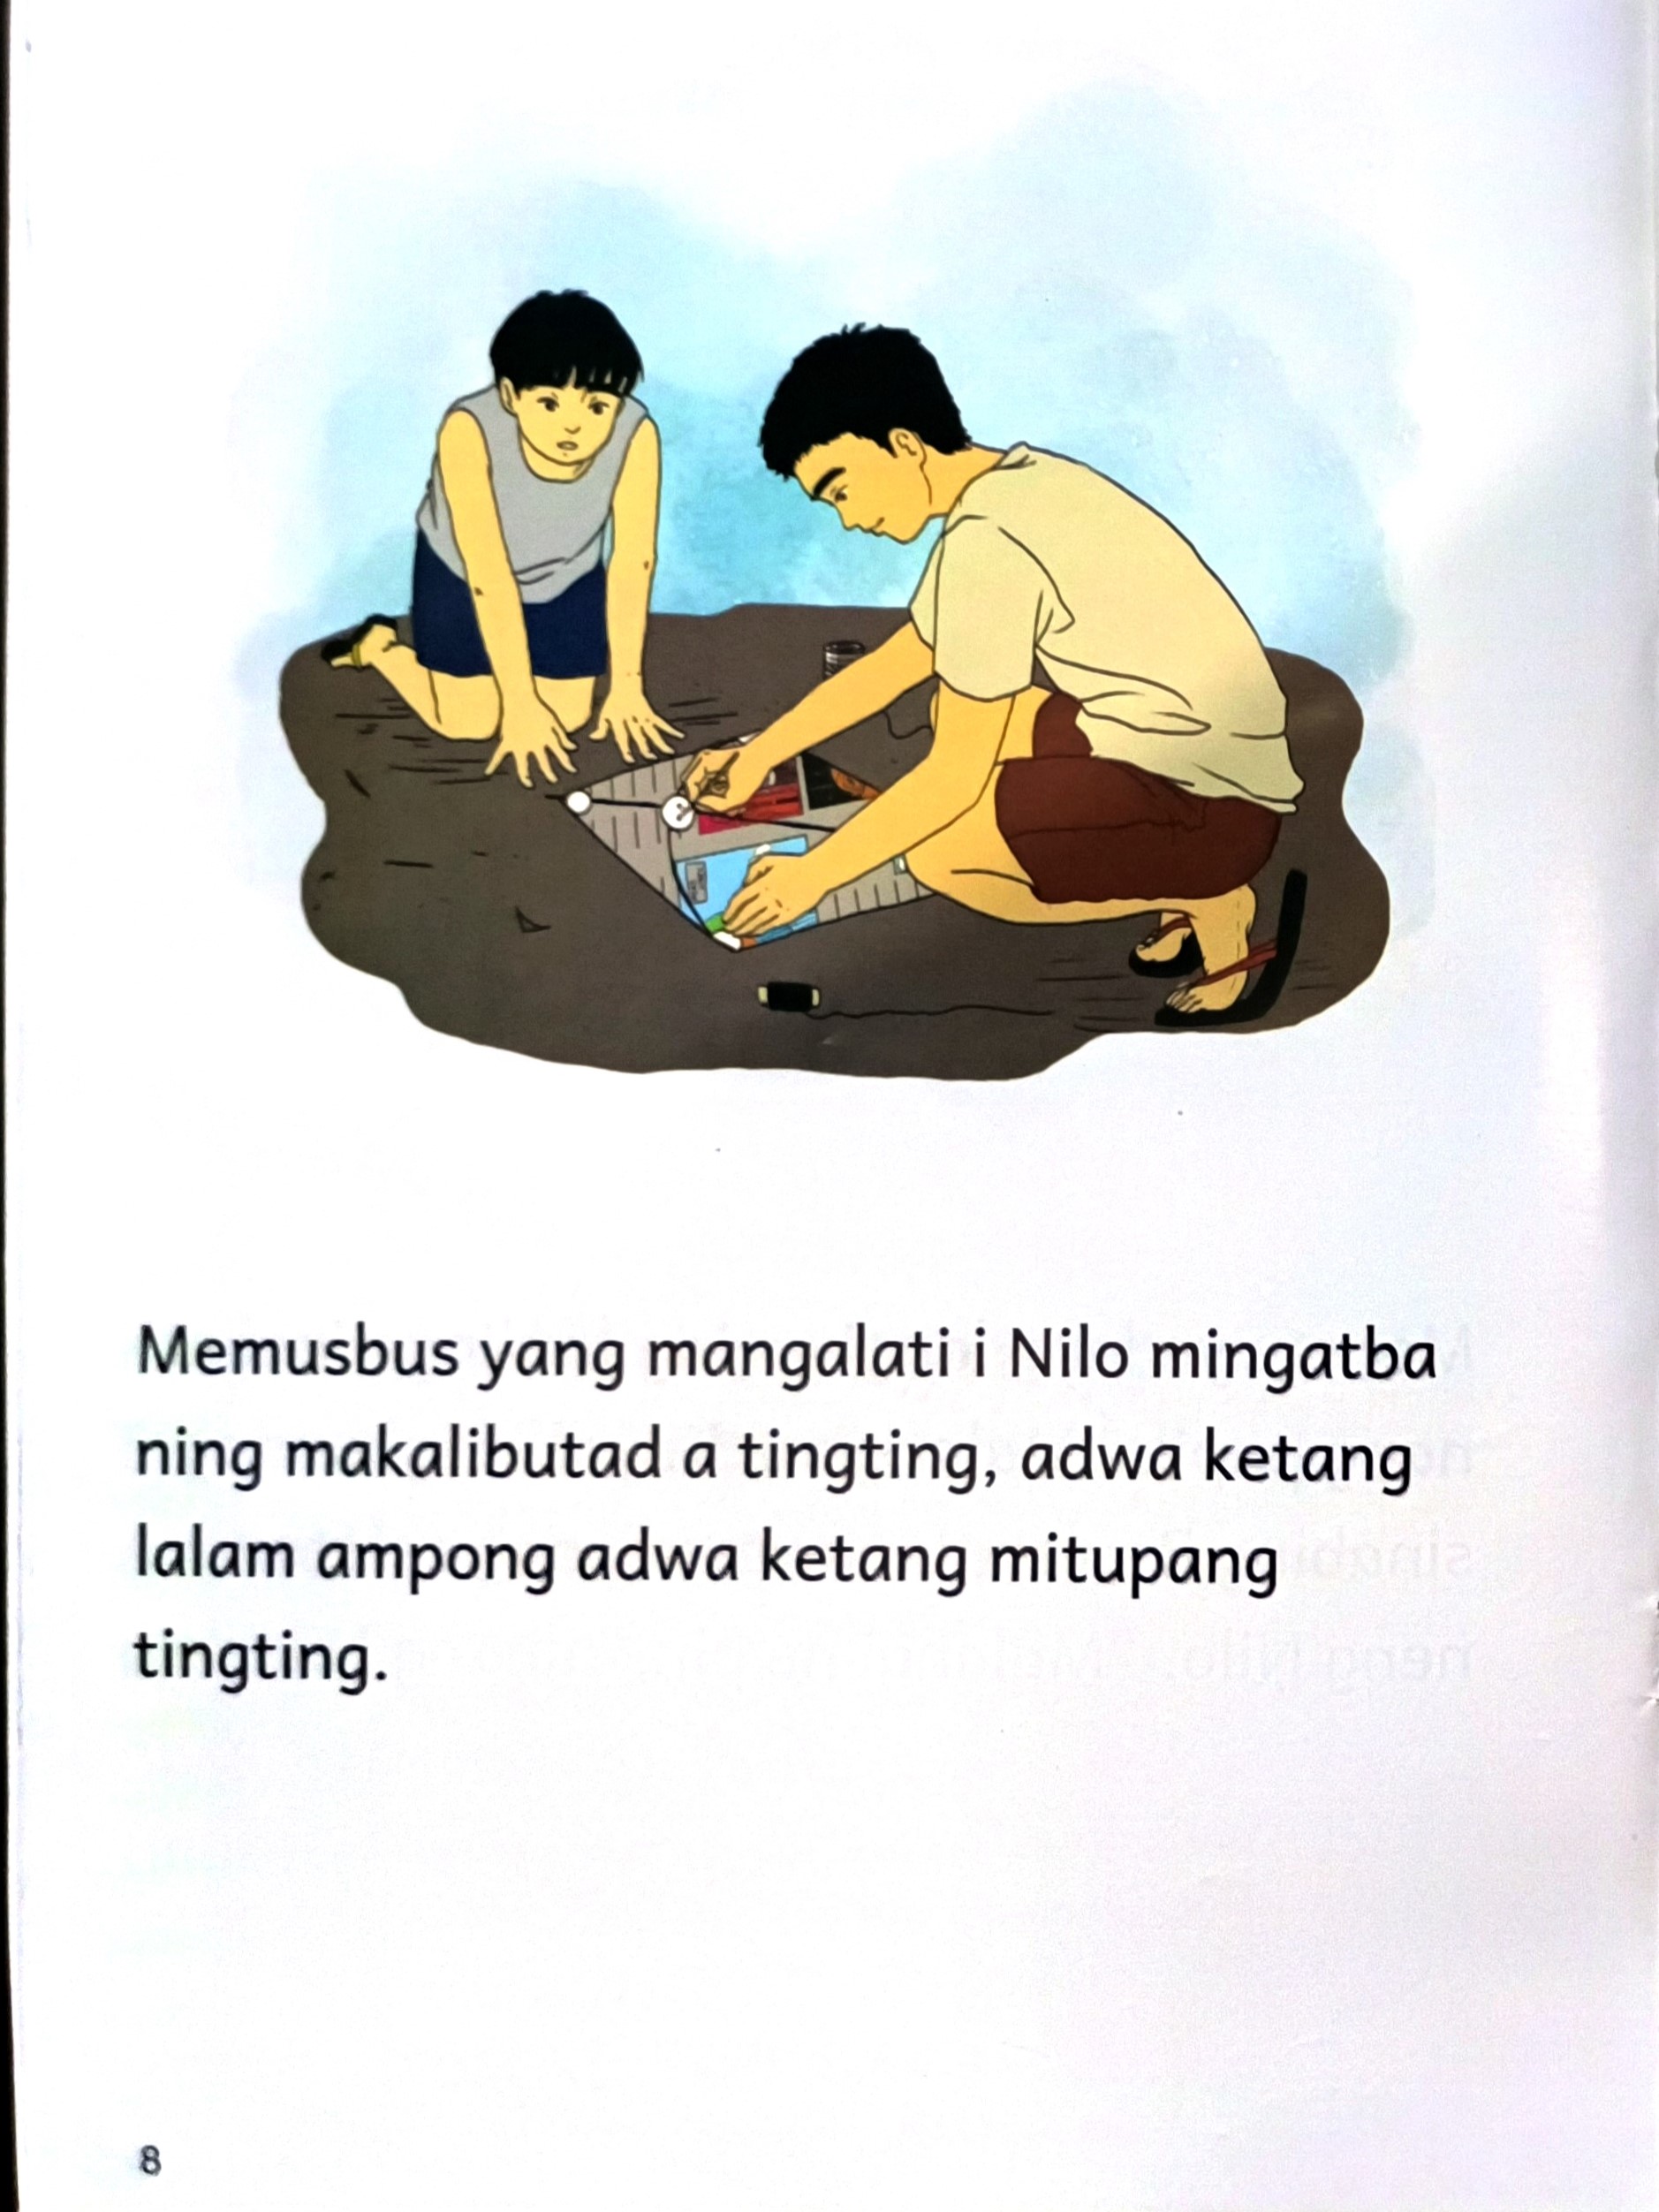 Memusbus yang mangalati i Nilo mingatba
ning makalibutad a tingting, adwa ketang
lalam ampong adwa ketang mitupang
tingting.
8